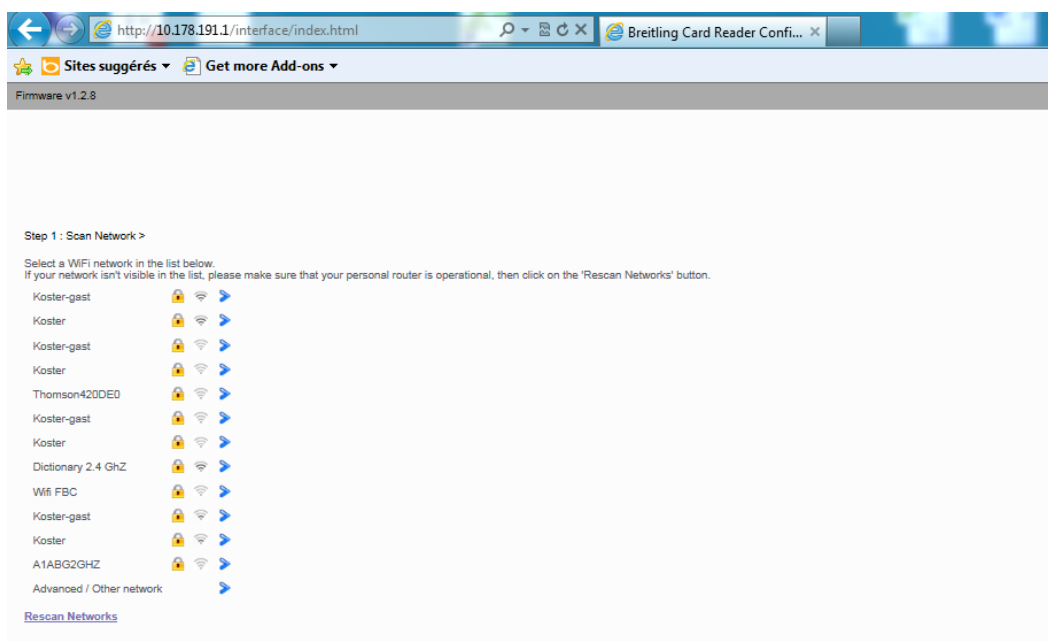 http://10.178.191.1/interface/index.html
Breitling Card Reader Confi...
Sites suggérés
Get more Add-ons
Firmware v1.2.8
Step 1 : Scan Network >
Select a WiFi network in the list below.
If your network isn't visible in the list, please make sure that your personal router is operational, then click on the 'Rescan Networks' button.
Koster-gast
Koster
Koster-gast
Koster
Thomson420DE0
Koster-gast
Koster
Dictionary 2.4 GhZ
Wifi FBC
Koster-gast
Koster
A1ABG2GHZ
Advanced / Other network
Rescan Networks